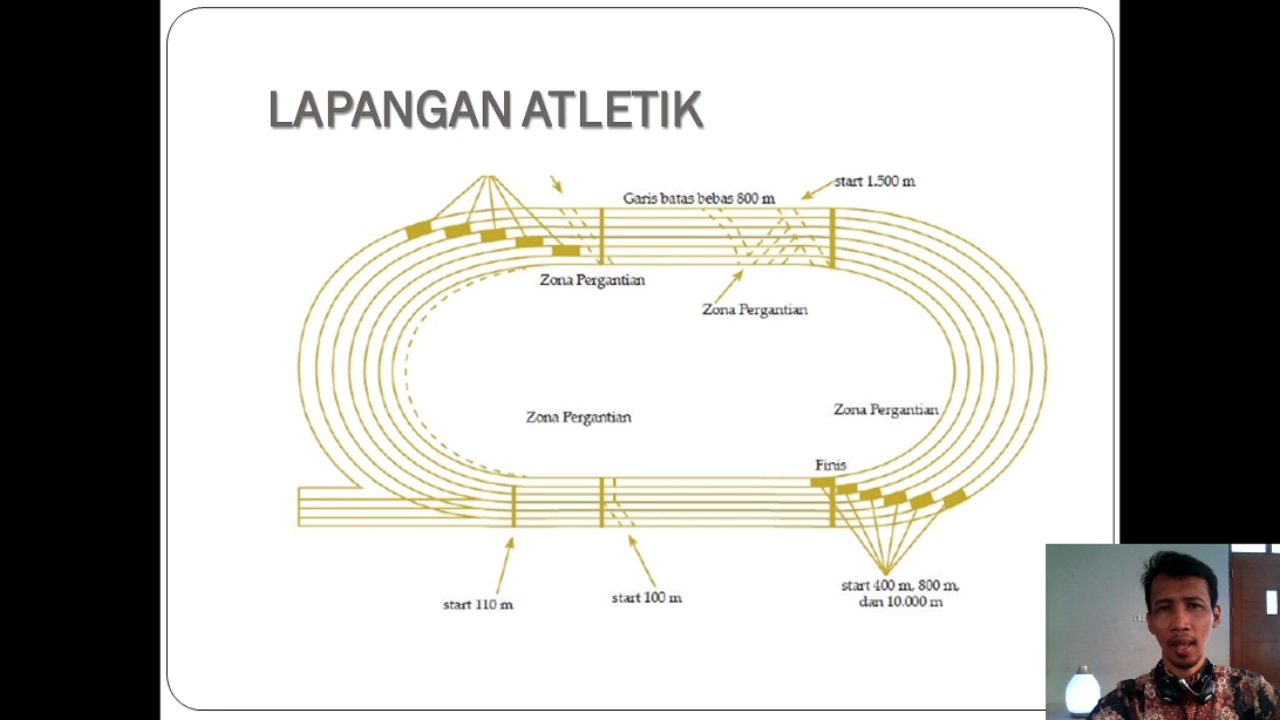 LAPANGAN ATLETIK
start 1.500 m
Garis batas bebas 800 m
Zona Pergantian
Zona Pergantian
Zona Pergantian
Zona Pergantian
Finis
start 110 m
start 100 m
start 400 m, 800 m,
dan 10.000 m